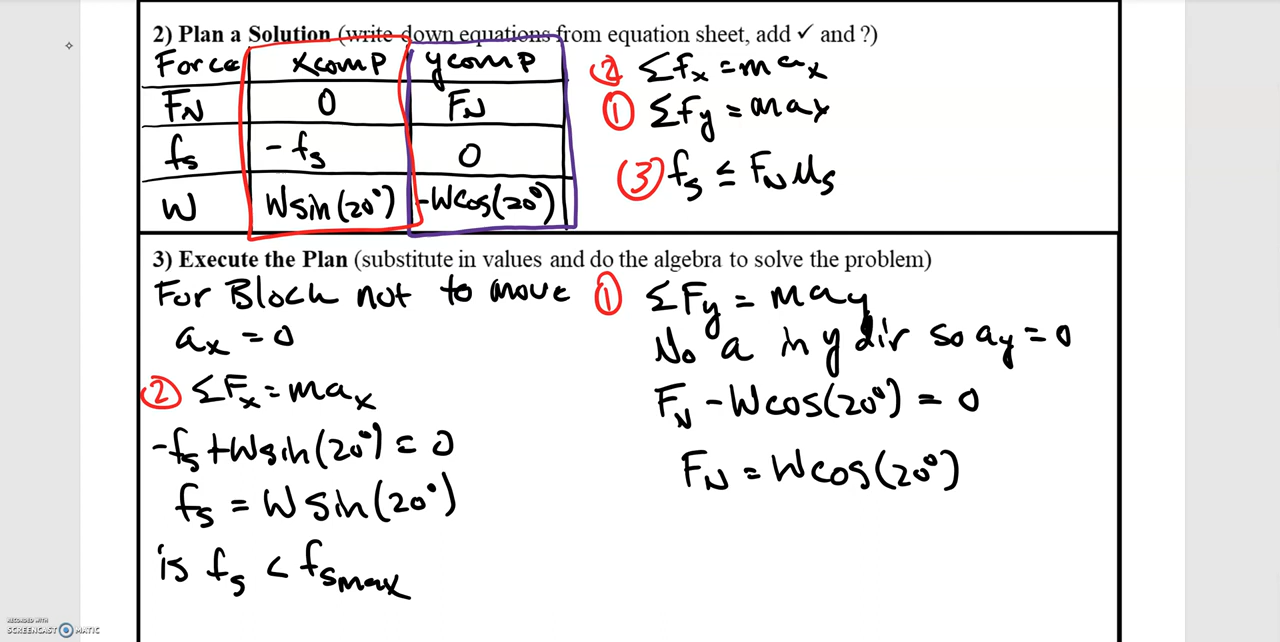 2) Plan a Solution (write down equations from equation sheet, add ✓ and ?)
Force xcomp ycomp
FN 0 FN
fs -fs 0
W Wsin(20°) -Wcos(20°)
② Σfx = max
① Σfy = max
③ fs ≤ FNμs
3) Execute the Plan (substitute in values and do the algebra to solve the problem)
For Block not to move
ax = 0
② ΣFx = max
-fs + Wsin(20°) = 0
fs = W sin(20°)
is fs < fsmax
① ΣFy = may
No a in y dir so ay = 0
FN - Wcos(20°) = 0
FN = Wcos(20°)
RECORDED WITH
SCREENCAST MATIC